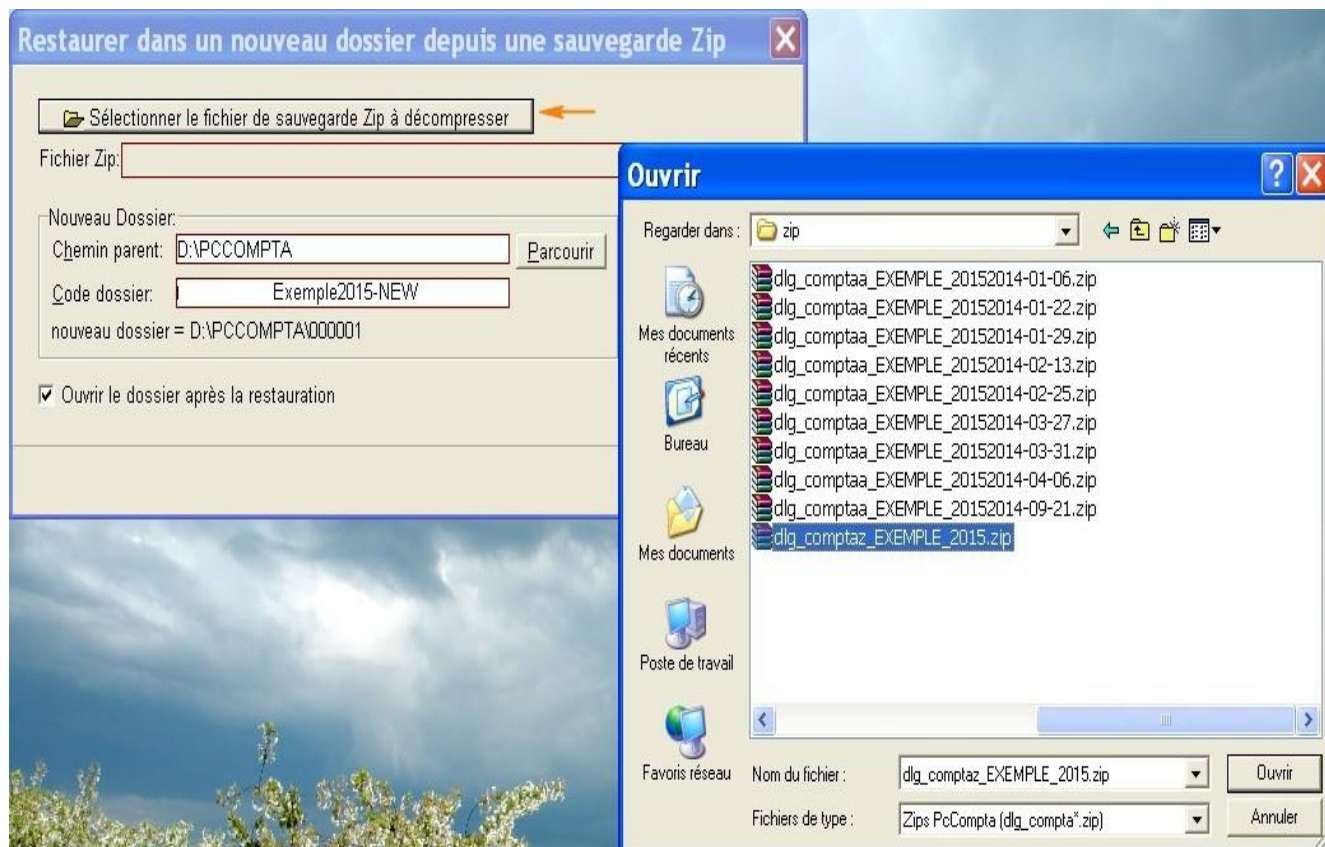 Restaurer dans un nouveau dossier depuis une sauvegarde Zip
Sélectionner le fichier de sauvegarde Zip à décompresser
Fichier Zip:
Nouveau Dossier:
Chemin parent: D:\PCCOMPTA Parcourir
Code dossier: Exemple2015-NEW
nouveau dossier = D:\PCCOMPTA\000001
Ouvrir le dossier après la restauration
Ouvrir
Regarder dans : zip
Mes documents récents
Bureau
Mes documents
Poste de travail
Favoris réseau
dlg_comptaa_EXEMPLE_20152014-01-06.zip
dlg_comptaa_EXEMPLE_20152014-01-22.zip
dlg_comptaa_EXEMPLE_20152014-01-29.zip
dlg_comptaa_EXEMPLE_20152014-02-13.zip
dlg_comptaa_EXEMPLE_20152014-02-25.zip
dlg_comptaa_EXEMPLE_20152014-03-27.zip
dlg_comptaa_EXEMPLE_20152014-03-31.zip
dlg_comptaa_EXEMPLE_20152014-04-06.zip
dlg_comptaa_EXEMPLE_20152014-09-21.zip
dlg_comptaz_EXEMPLE_2015.zip
Nom du fichier : dlg_comptaz_EXEMPLE_2015.zip Ouvrir
Fichiers de type : Zips PcCompta (dlg_compta*.zip) Annuler